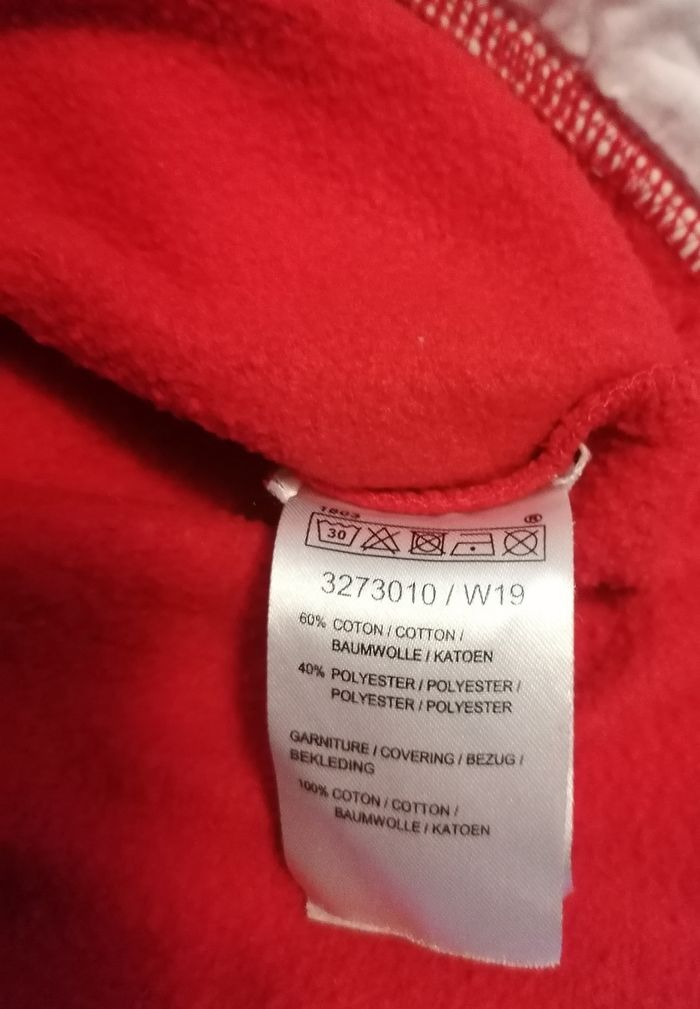 1803 ®
30
3273010 / W19
60% COTON / COTTON /
BAUMWOLLE / KATOEN
40% POLYESTER / POLYESTER /
POLYESTER / POLYESTER
GARNITURE / COVERING / BEZUG /
BEKLEDING
100% COTON / COTTON /
BAUMWOLLE / KATOEN